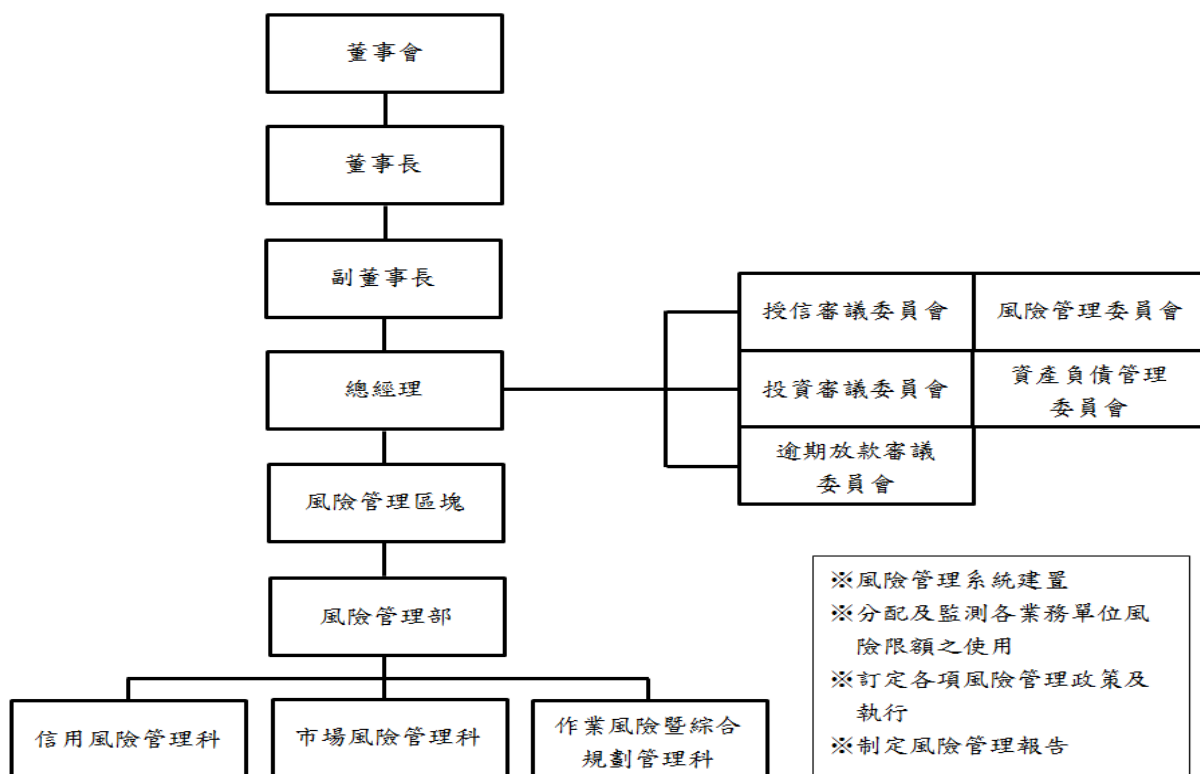 董事會
董事長
副董事長
授信審議委員會
風險管理委員會
總經理
投資審議委員會
資產負債管理
委員會
逾期放款審議
委員會
風險管理區塊
風險管理部
※風險管理系統建置
※分配及監測各業務單位風
險限額之使用
※訂定各項風險管理政策及
執行
※制定風險管理報告
信用風險管理科
市場風險管理科
作業風險暨綜合
規劃管理科